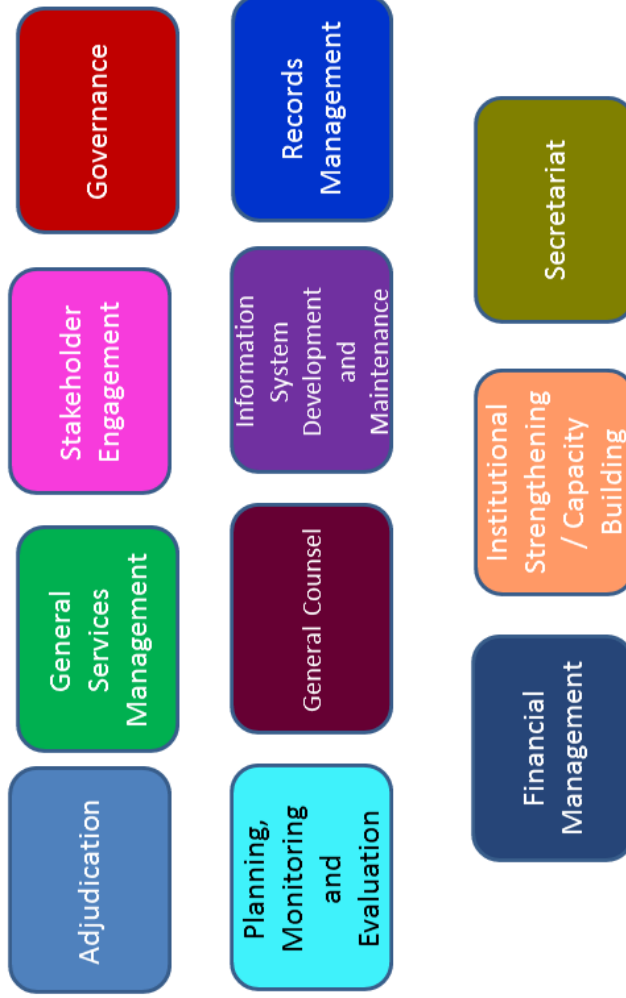 Adjudication
General
Services
Management
Stakeholder
Engagement
Governance
Planning,
Monitoring
and
Evaluation
General Counsel
Information
System
Development
and
Maintenance
Records
Management
Financial
Management
Institutional
Strengthening
/ Capacity
Building
Secretariat